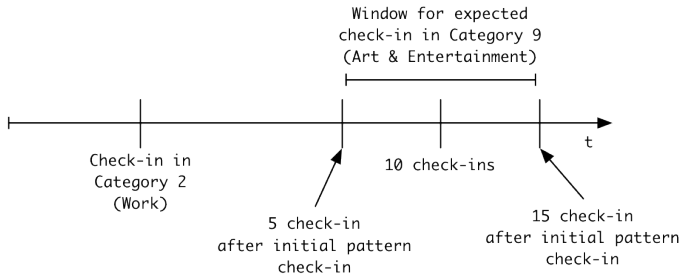 Window for expected
check-in in Category 9
(Art & Entertainment)
t
Check-in in
Category 2
(Work)
10 check-ins
5 check-in
after initial pattern
check-in
15 check-in
after initial pattern
check-in